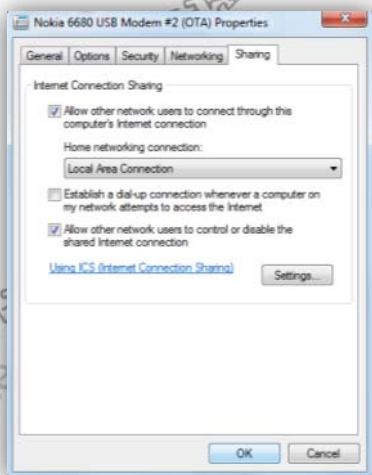 Nokia 6680 USB Modem #2 (OTA) Properties
General Options Security Networking Sharing
Internet Connection Sharing
Allow other network users to connect through this
computer's Internet connection
Home networking connection:
Local Area Connection
Establish a dial-up connection whenever a computer on
my network attempts to access the Internet
Allow other network users to control or disable the
shared Internet connection
Using ICS (Internet Connection Sharing)
Settings...
OK Cancel